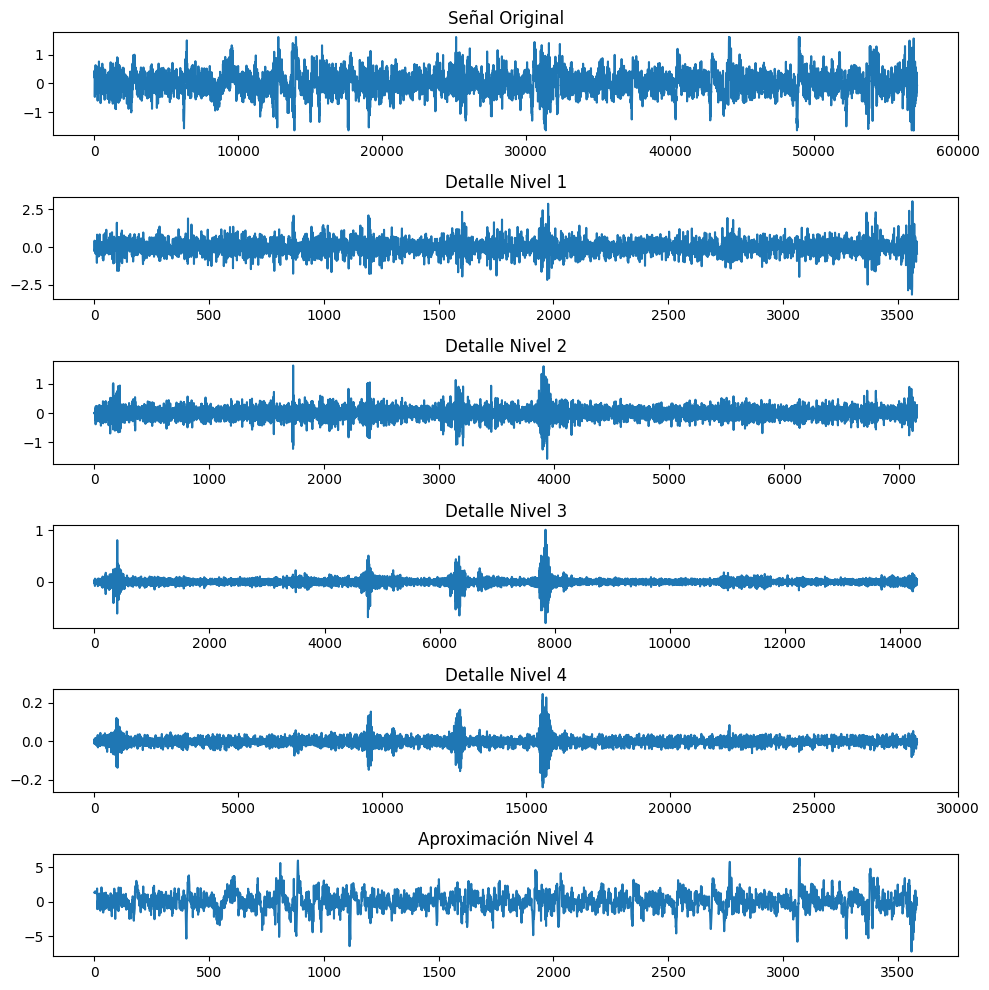 Señal Original
1
0
−1
0 10000 20000 30000 40000 50000 60000
Detalle Nivel 1
2.5
0.0
−2.5
0 500 1000 1500 2000 2500 3000 3500
Detalle Nivel 2
1
0
−1
0 1000 2000 3000 4000 5000 6000 7000
Detalle Nivel 3
1
0
0 2000 4000 6000 8000 10000 12000 14000
Detalle Nivel 4
0.2
0.0
−0.2
0 5000 10000 15000 20000 25000 30000
Aproximación Nivel 4
5
0
−5
0 500 1000 1500 2000 2500 3000 3500